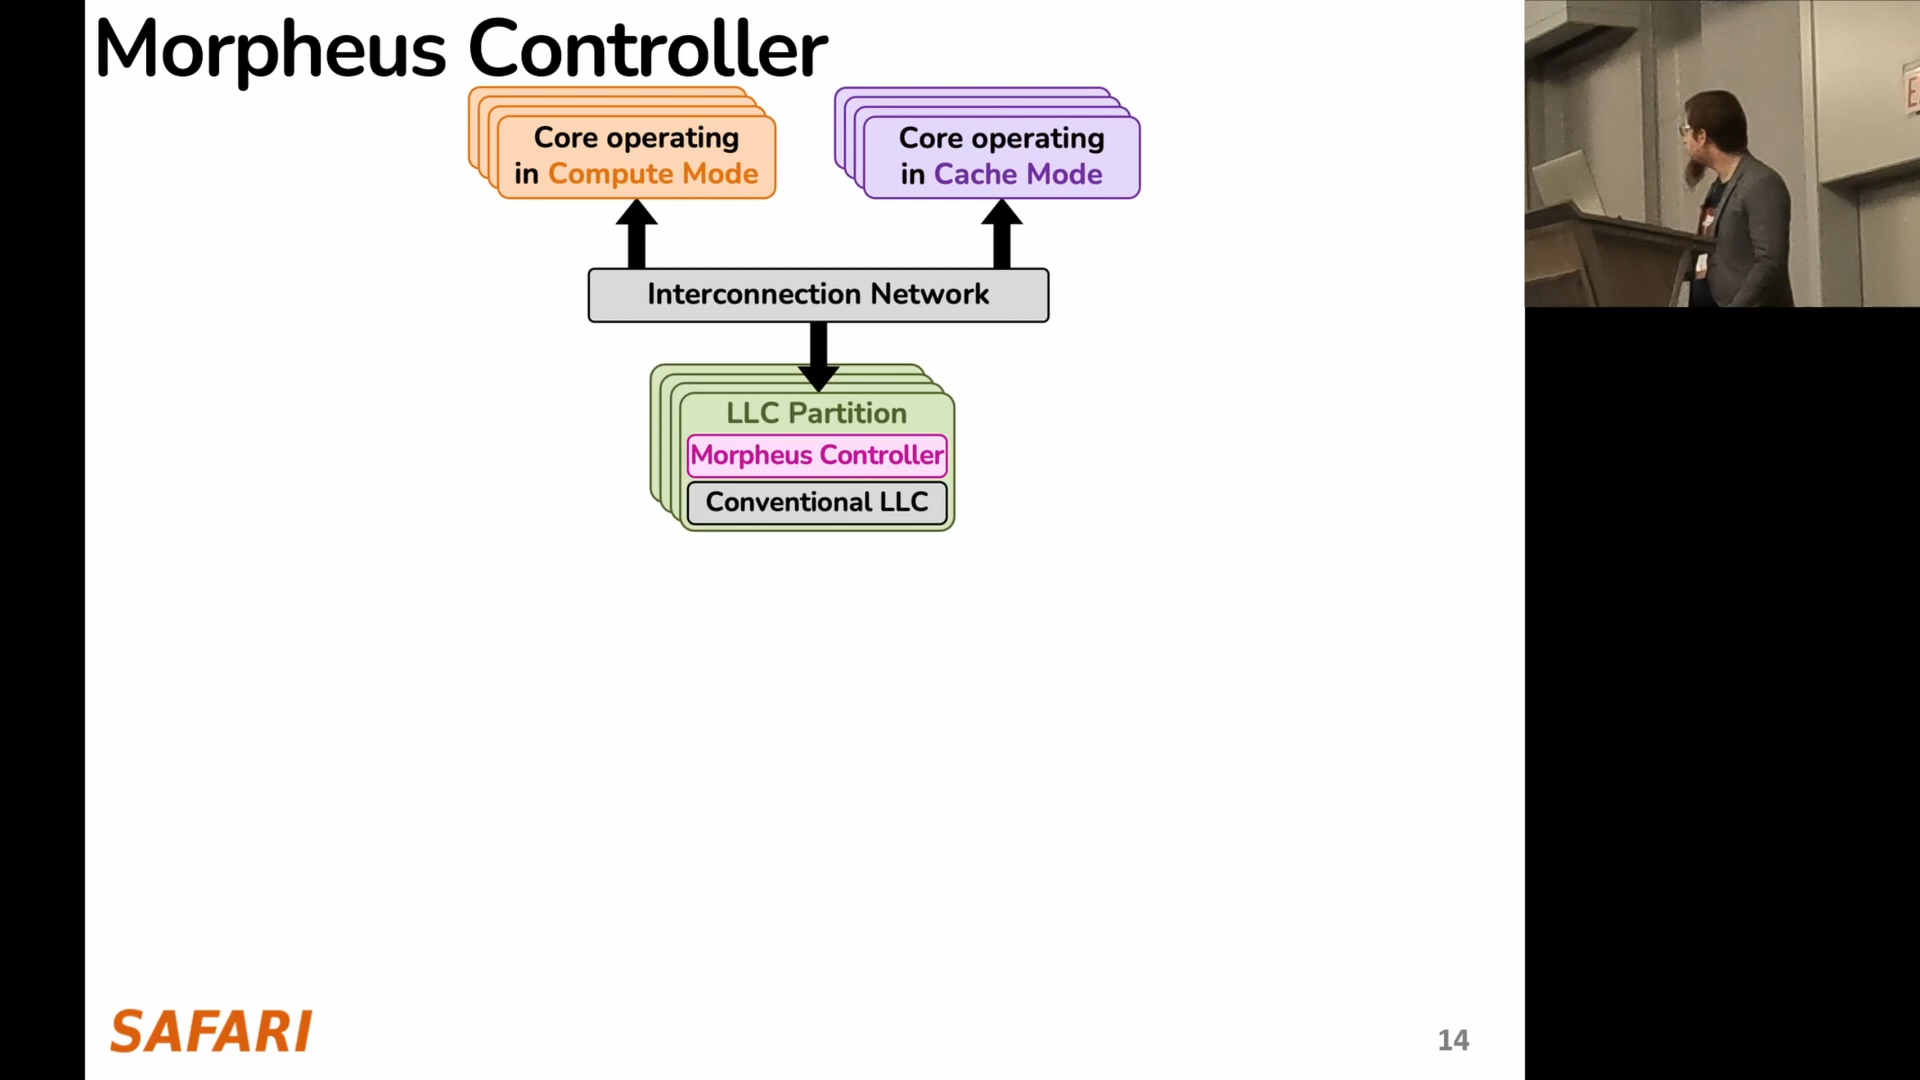 Morpheus Controller
Core operating
in Compute Mode
Core operating
in Cache Mode
Interconnection Network
LLC Partition
Morpheus Controller
Conventional LLC
SAFARI
14